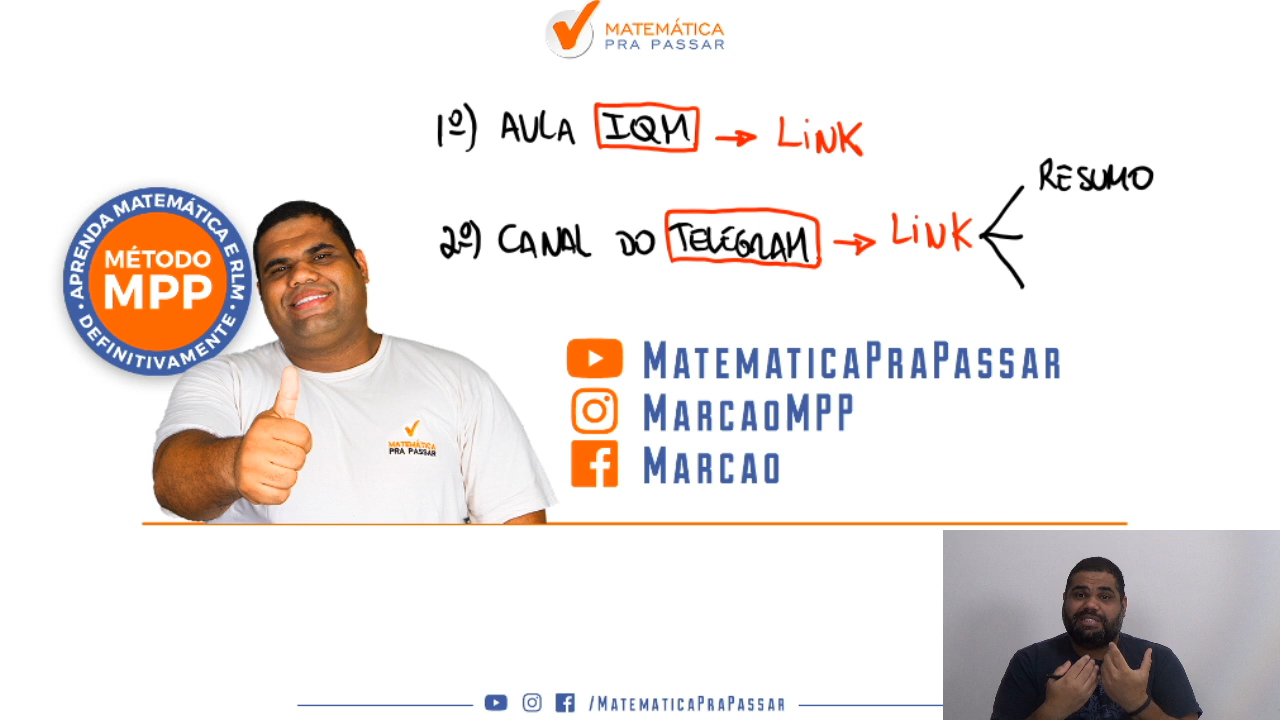 MATEMÁTICA
PRA PASSAR
1º) AULA IQM → LINK
RESUMO
2º) CANAL DO TELEGRAM → LINK
APRENDA MATEMÁTICA E RLM
MÉTODO
MPP
DEFINITIVAMENTE
MATEMATICAPRAPASSAR
MARCAOMPP
MARCAO
MATEMÁTICA
PRA PASSAR
/MATEMATICAPRAPASSAR